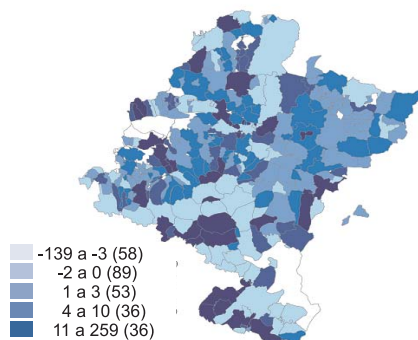 -139 a -3 (58)
-2 a 0 (89)
1 a 3 (53)
4 a 10 (36)
11 a 259 (36)